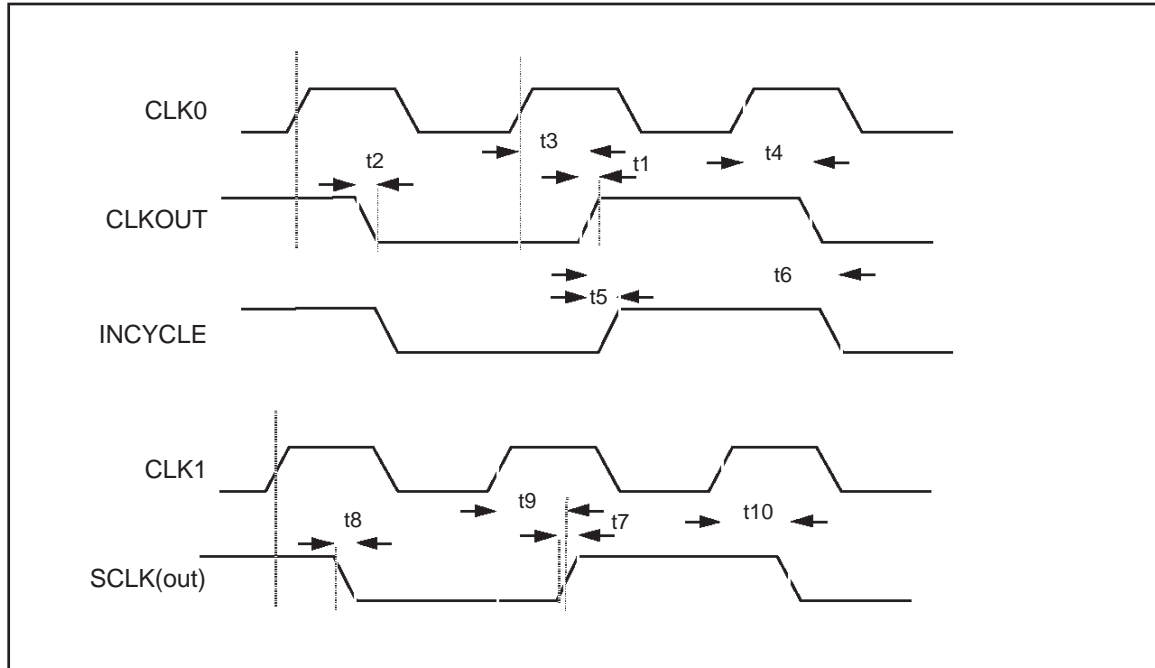 CLK0
t3
t4
t2
t1
CLKOUT
t6
t5
INCYCLE
CLK1
t9
t10
t8
t7
SCLK(out)